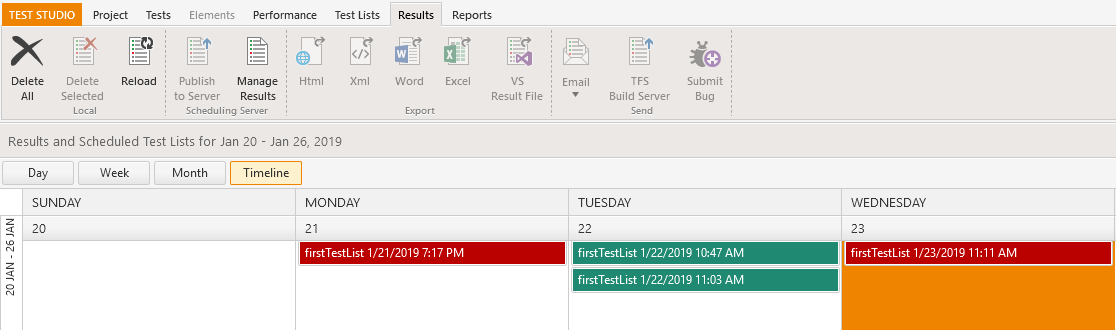 TEST STUDIO Project Tests Elements Performance Test Lists Results Reports
Delete All
Delete Selected
Reload
Local
Publish to Server
Manage Results
Scheduling Server
Html
Xml
Word
Excel
VS Result File
Export
Email
TFS Build Server
Submit Bug
Send
Results and Scheduled Test Lists for Jan 20 - Jan 26, 2019
Day Week Month Timeline
SUNDAY MONDAY TUESDAY WEDNESDAY
20 JAN - 26 JAN
20 21 22 23
firstTestList 1/21/2019 7:17 PM
firstTestList 1/22/2019 10:47 AM
firstTestList 1/22/2019 11:03 AM
firstTestList 1/23/2019 11:11 AM